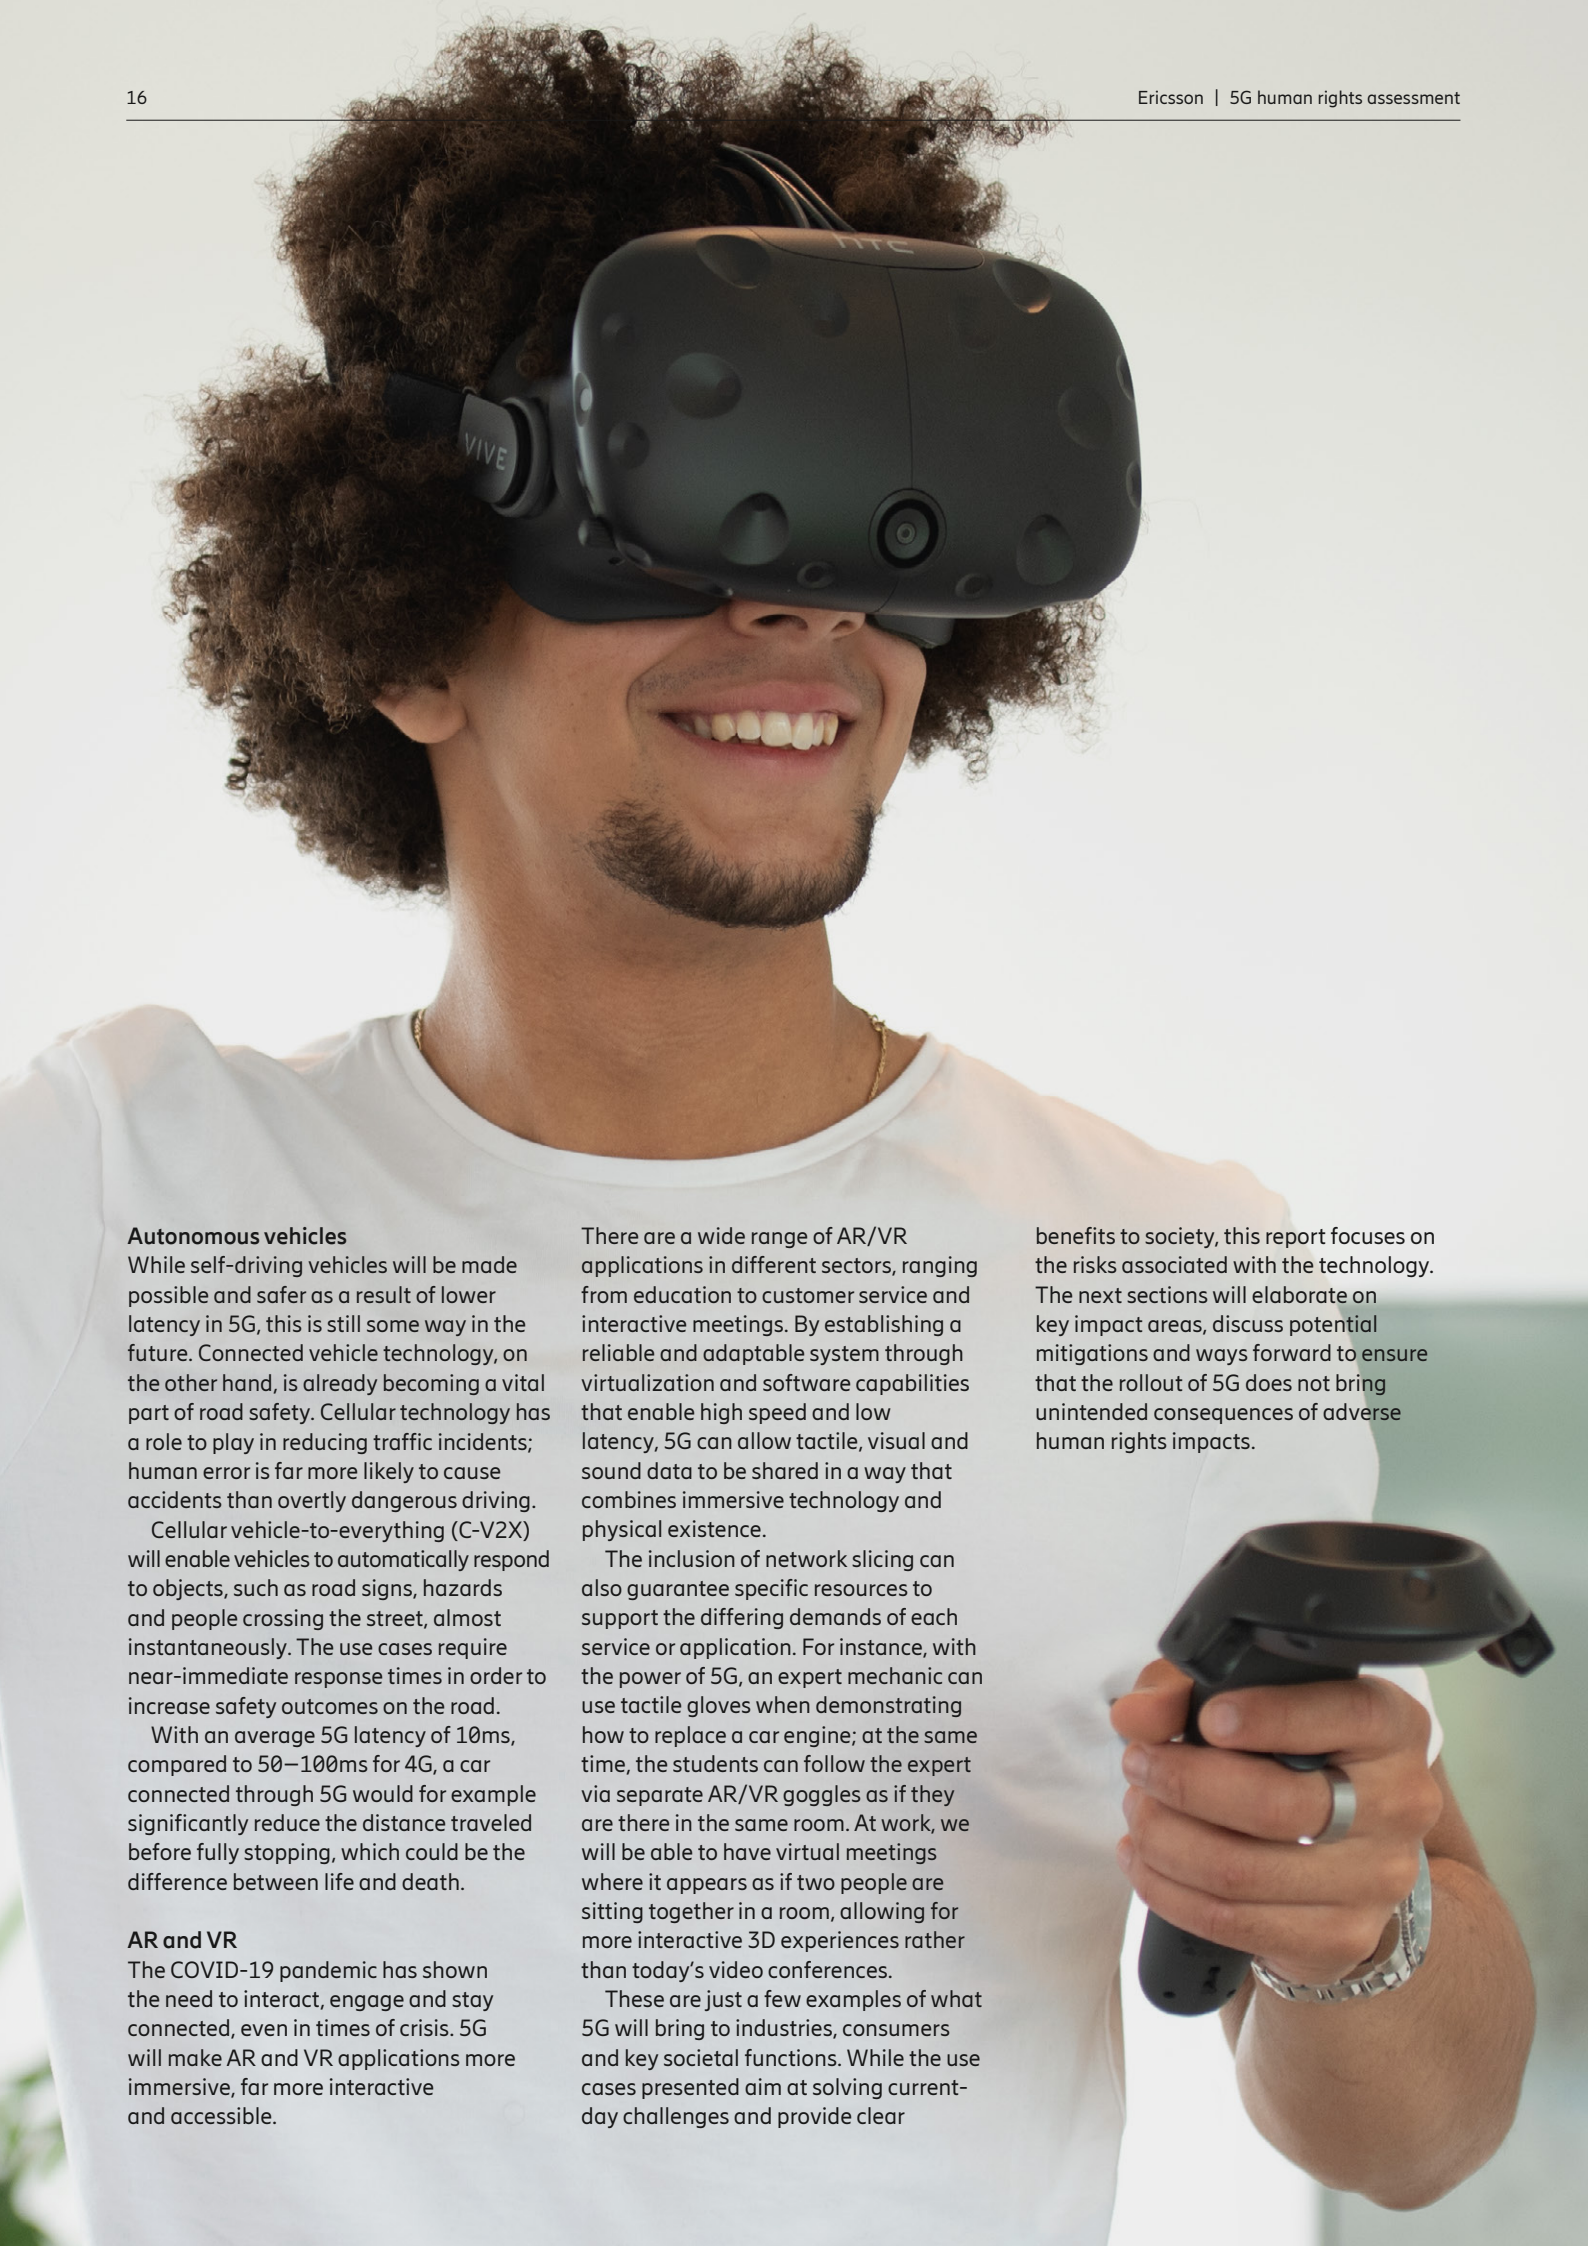 16
Ericsson | 5G human rights assessment
hTC
VIVE
Autonomous vehicles
While self-driving vehicles will be made
possible and safer as a result of lower
latency in 5G, this is still some way in the
future. Connected vehicle technology, on
the other hand, is already becoming a vital
part of road safety. Cellular technology has
a role to play in reducing traffic incidents;
human error is far more likely to cause
accidents than overtly dangerous driving.
Cellular vehicle-to-everything (C-V2X)
will enable vehicles to automatically respond
to objects, such as road signs, hazards
and people crossing the street, almost
instantaneously. The use cases require
near-immediate response times in order to
increase safety outcomes on the road.
With an average 5G latency of 10ms,
compared to 50–100ms for 4G, a car
connected through 5G would for example
significantly reduce the distance traveled
before fully stopping, which could be the
difference between life and death.
AR and VR
The COVID-19 pandemic has shown
the need to interact, engage and stay
connected, even in times of crisis. 5G
will make AR and VR applications more
immersive, far more interactive
and accessible.
There are a wide range of AR/VR
applications in different sectors, ranging
from education to customer service and
interactive meetings. By establishing a
reliable and adaptable system through
virtualization and software capabilities
that enable high speed and low
latency, 5G can allow tactile, visual and
sound data to be shared in a way that
combines immersive technology and
physical existence.
The inclusion of network slicing can
also guarantee specific resources to
support the differing demands of each
service or application. For instance, with
the power of 5G, an expert mechanic can
use tactile gloves when demonstrating
how to replace a car engine; at the same
time, the students can follow the expert
via separate AR/VR goggles as if they
are there in the same room. At work, we
will be able to have virtual meetings
where it appears as if two people are
sitting together in a room, allowing for
more interactive 3D experiences rather
than today’s video conferences.
These are just a few examples of what
5G will bring to industries, consumers
and key societal functions. While the use
cases presented aim at solving current-
day challenges and provide clear
benefits to society, this report focuses on
the risks associated with the technology.
The next sections will elaborate on
key impact areas, discuss potential
mitigations and ways forward to ensure
that the rollout of 5G does not bring
unintended consequences of adverse
human rights impacts.